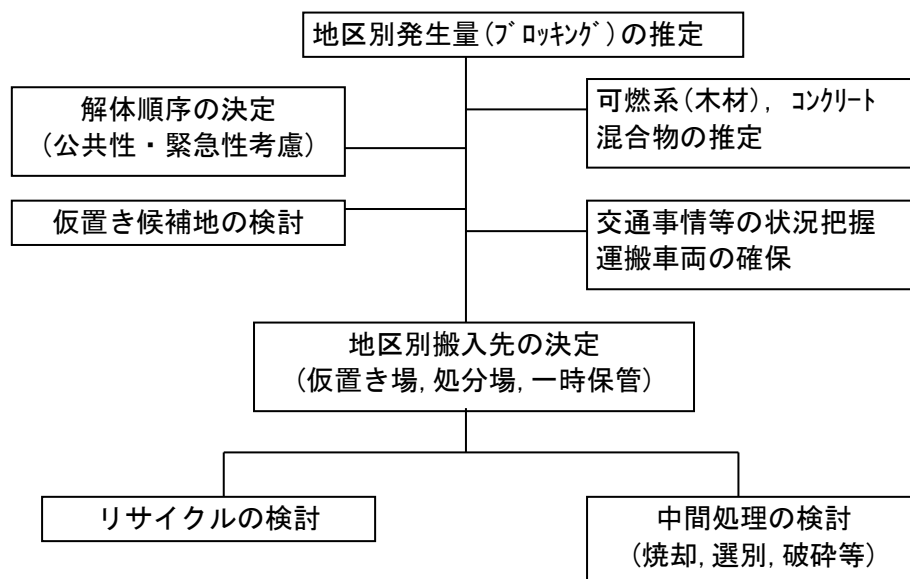 地区別発生量(ﾌﾞﾛｯｷﾝｸﾞ)の推定
解体順序の決定
(公共性・緊急性考慮)
可燃系(木材), ｺﾝｸﾘｰﾄ
混合物の推定
仮置き候補地の検討
交通事情等の状況把握
運搬車両の確保
地区別搬入先の決定
(仮置き場, 処分場, 一時保管)
リサイクルの検討
中間処理の検討
(焼却, 選別, 破砕等)